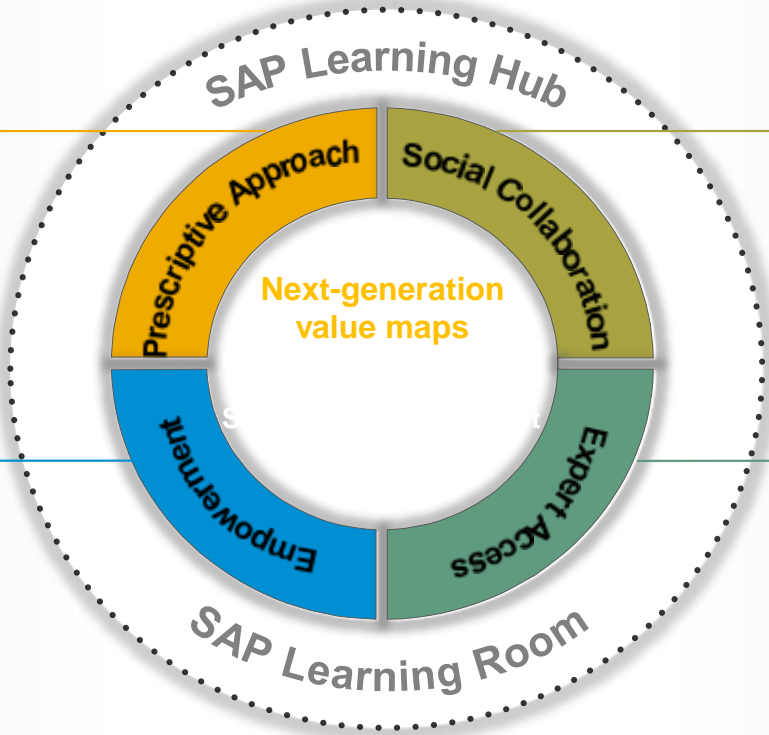 SAP Learning Hub
Prescriptive Approach
Social Collaboration
Next-generation
value maps
Empowerment
Expert Access
SAP Learning Room